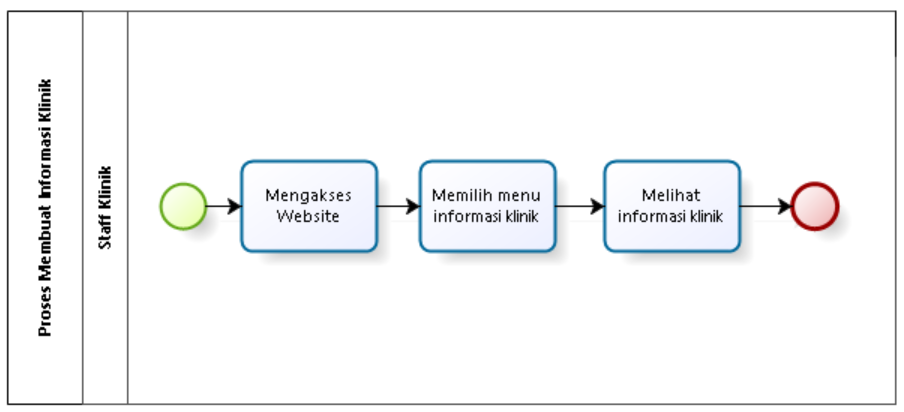 Proses Membuat Informasi Klinik
Staff Klinik
Mengakses
Website
Memilih menu
informasi klinik
Melihat
informasi klinik